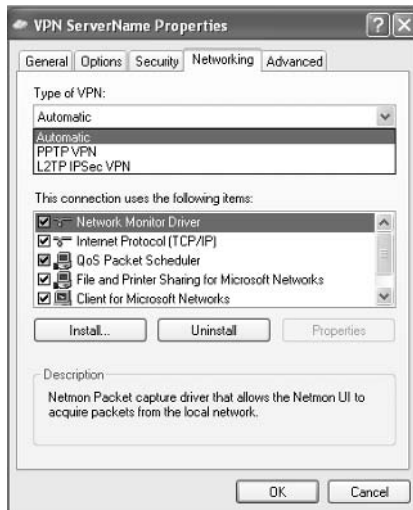 VPN ServerName Properties
General Options Security Networking Advanced
Type of VPN:
Automatic
Automatic
PPTP VPN
L2TP IPSec VPN
This connection uses the following items:
Network Monitor Driver
Internet Protocol (TCP/IP)
QoS Packet Scheduler
File and Printer Sharing for Microsoft Networks
Client for Microsoft Networks
Install... Uninstall Properties
Description
Netmon Packet capture driver that allows the Netmon UI to
acquire packets from the local network.
OK Cancel